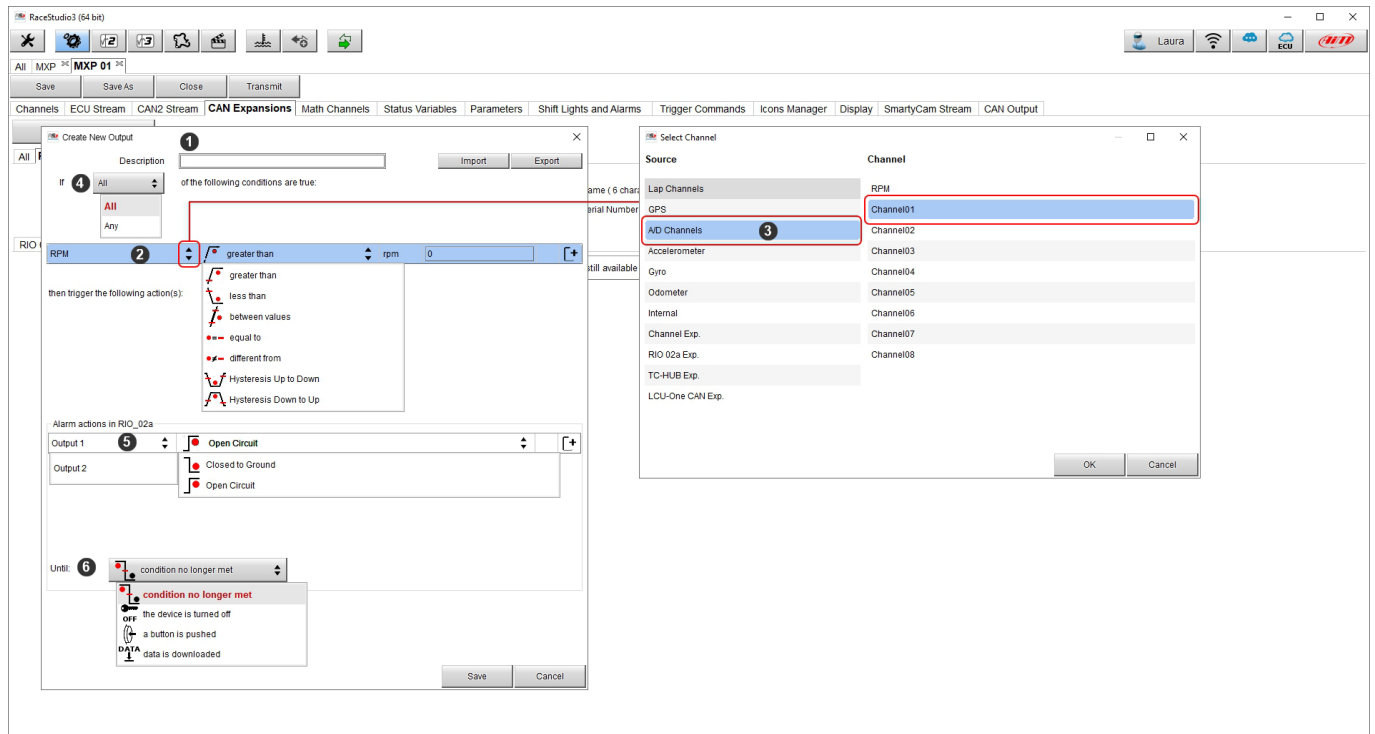 RaceStudio3 (64 bit)
Laura
ECU
AiM
All MXP MXP 01
Save Save As Close Transmit
Channels ECU Stream CAN2 Stream CAN Expansions Math Channels Status Variables Parameters Shift Lights and Alarms Trigger Commands Icons Manager Display SmartyCam Stream CAN Output
All
RIO
ame ( 6 chara
erial Number
still available
Create New Output
1
Description
Import Export
If 4 All of the following conditions are true:
All
Any
RPM 2 greater than rpm 0
greater than
less than
between values
equal to
different from
Hysteresis Up to Down
Hysteresis Down to Up
then trigger the following action(s):
Alarm actions in RIO_02a
Output 1 5 Open Circuit
Output 2
Closed to Ground
Open Circuit
Until: 6 condition no longer met
condition no longer met
OFF the device is turned off
a button is pushed
DATA data is downloaded
Save Cancel
Select Channel
Source Channel
Lap Channels
GPS
A/D Channels 3
Accelerometer
Gyro
Odometer
Internal
Channel Exp.
RIO 02a Exp.
TC-HUB Exp.
LCU-One CAN Exp.
RPM
Channel01
Channel02
Channel03
Channel04
Channel05
Channel06
Channel07
Channel08
OK Cancel